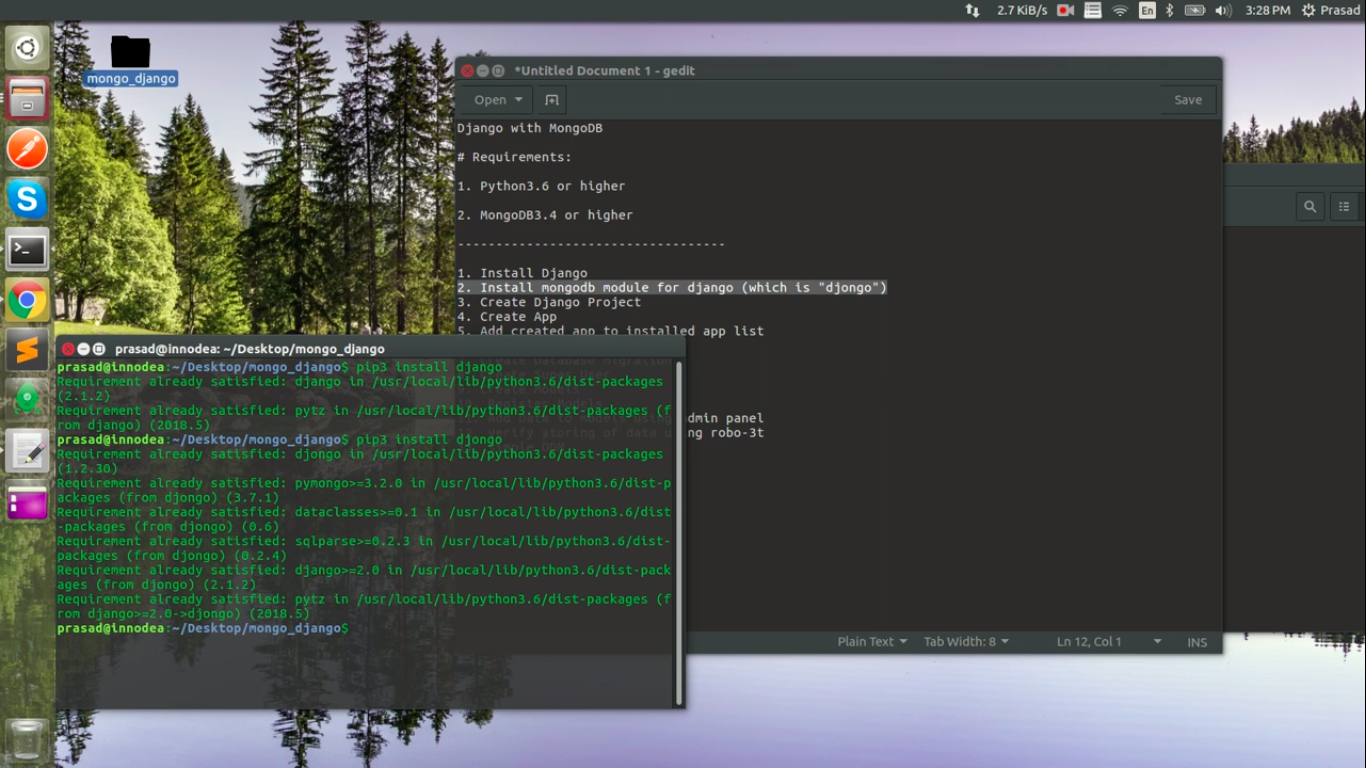 2.7 KiB/s
En
3:28 PM
Prasad
mongo_django
*Untitled Document 1 - gedit
Open
Save
Django with MongoDB
# Requirements:
1. Python3.6 or higher
2. MongoDB3.4 or higher
-----------------------------------
1. Install Django
2. Install mongodb module for django (which is "djongo")
3. Create Django Project
4. Create App
5. Add created app to installed app list
dmin panel
ng robo-3t
Plain Text
Tab Width: 8
Ln 12, Col 1
INS
prasad@innodea: ~/Desktop/mongo_django
prasad@innodea:~/Desktop/mongo_django$ pip3 install django
Requirement already satisfied: django in /usr/local/lib/python3.6/dist-packages
(2.1.2)
Requirement already satisfied: pytz in /usr/local/lib/python3.6/dist-packages (f
rom django) (2018.5)
prasad@innodea:~/Desktop/mongo_django$ pip3 install djongo
Requirement already satisfied: djongo in /usr/local/lib/python3.6/dist-packages
(1.2.30)
Requirement already satisfied: pymongo>=3.2.0 in /usr/local/lib/python3.6/dist-p
ackages (from djongo) (3.7.1)
Requirement already satisfied: dataclasses>=0.1 in /usr/local/lib/python3.6/dist
-packages (from djongo) (0.6)
Requirement already satisfied: sqlparse>=0.2.3 in /usr/local/lib/python3.6/dist-
packages (from djongo) (0.2.4)
Requirement already satisfied: django>=2.0 in /usr/local/lib/python3.6/dist-pack
ages (from djongo) (2.1.2)
Requirement already satisfied: pytz in /usr/local/lib/python3.6/dist-packages (f
rom django>=2.0->djongo) (2018.5)
prasad@innodea:~/Desktop/mongo_django$